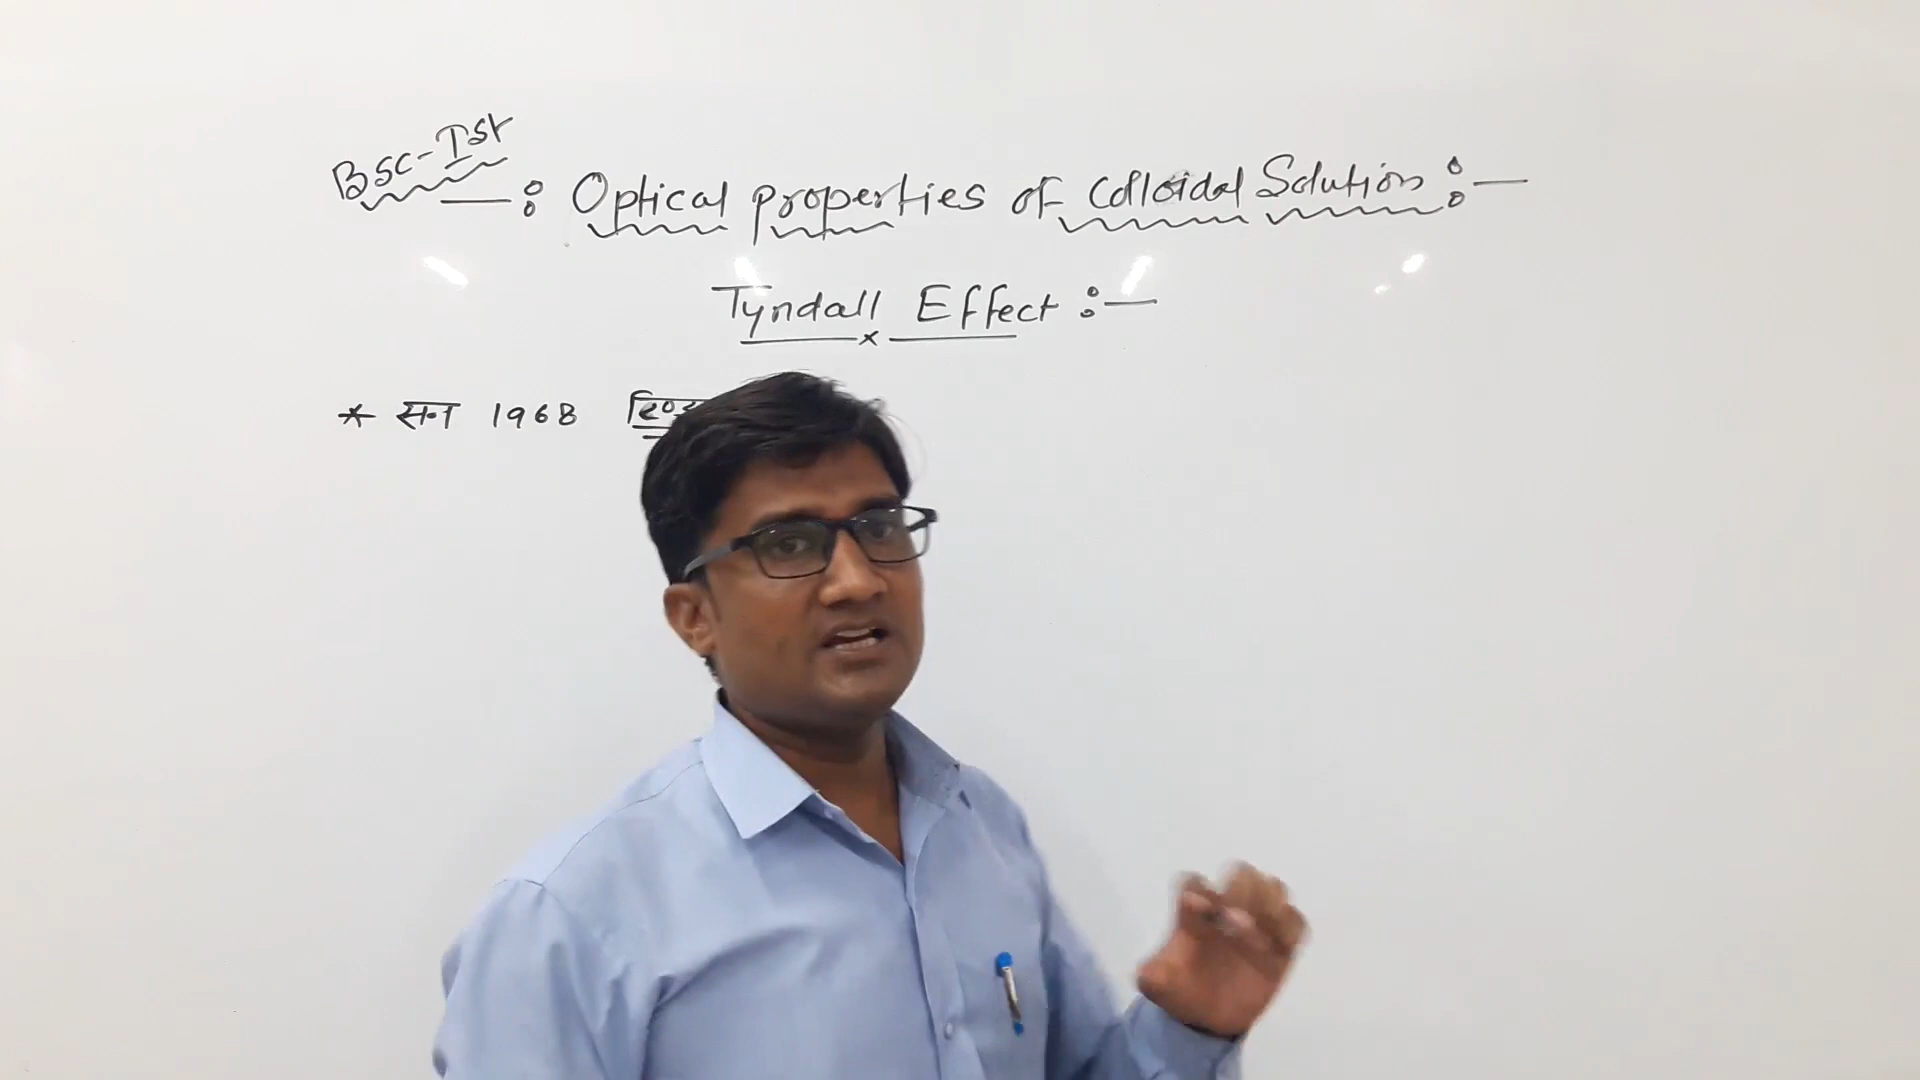 BSC-Ist
—: Optical properties of Colloidal Solution :—
Tyndall Effect :—
* सन 1968